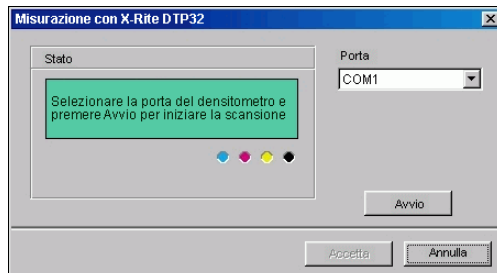 Misurazione con X-Rite DTP32
Stato
Selezionare la porta del densitometro e
premere Avvio per iniziare la scansione
Porta
COM1
Avvio
Accetta
Annulla